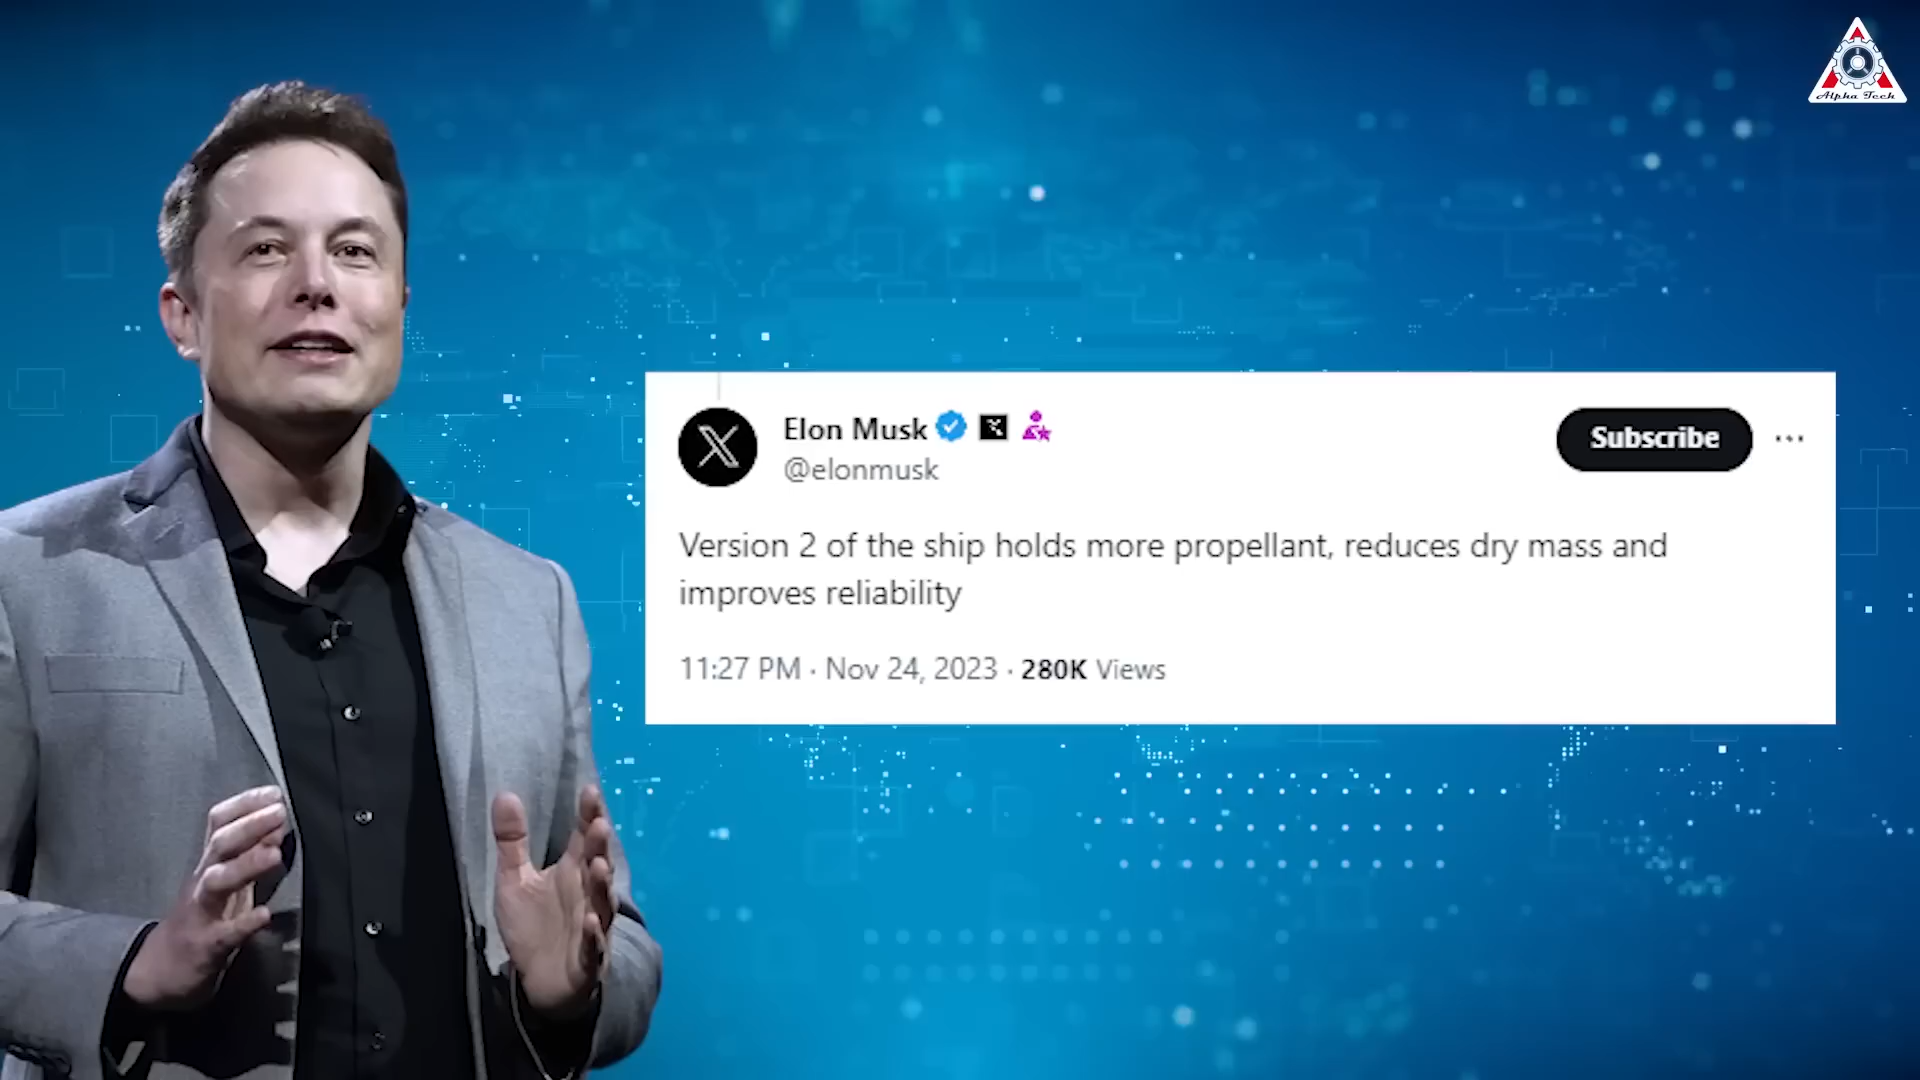 Alpha Tech
Elon Musk
@elonmusk
Subscribe
Version 2 of the ship holds more propellant, reduces dry mass and
improves reliability
11:27 PM · Nov 24, 2023 · 280K Views